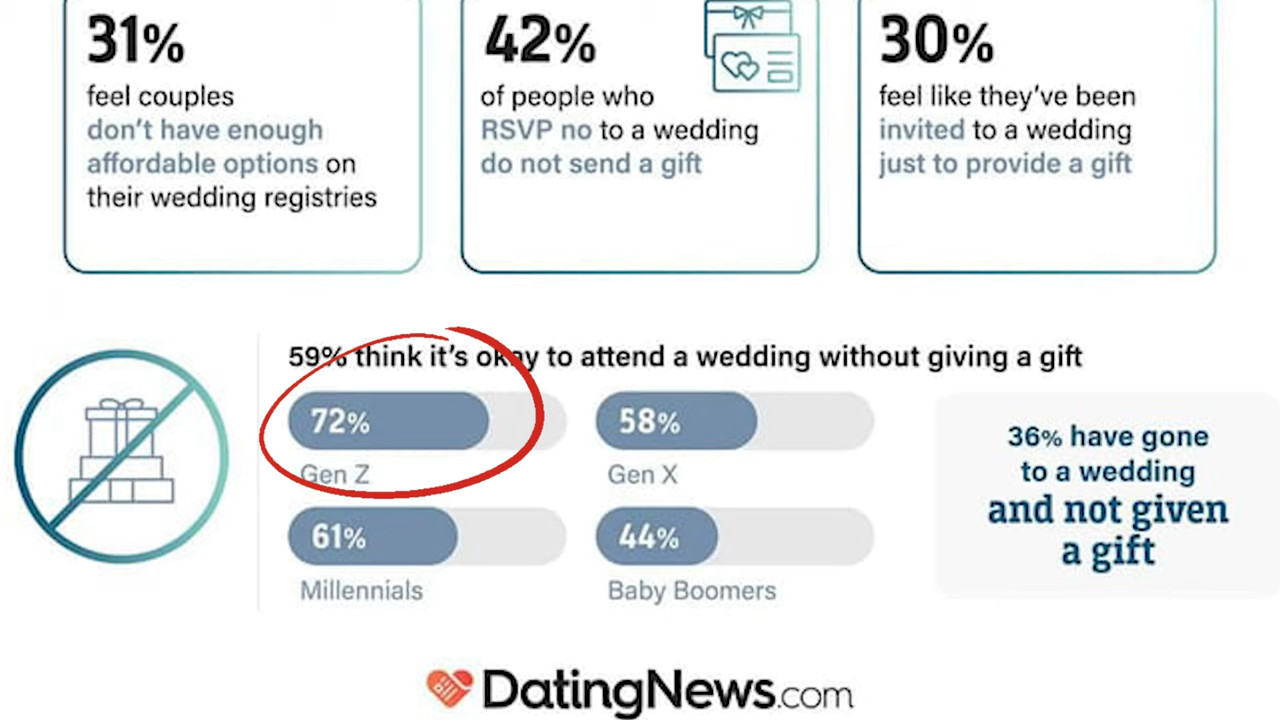 31%
feel couples
don't have enough
affordable options on
their wedding registries
42%
of people who
RSVP no to a wedding
do not send a gift
30%
feel like they've been
invited to a wedding
just to provide a gift
59% think it's okay to attend a wedding without giving a gift
72%
Gen Z
58%
Gen X
61%
Millennials
44%
Baby Boomers
36% have gone
to a wedding
and not given
a gift
DatingNews.com